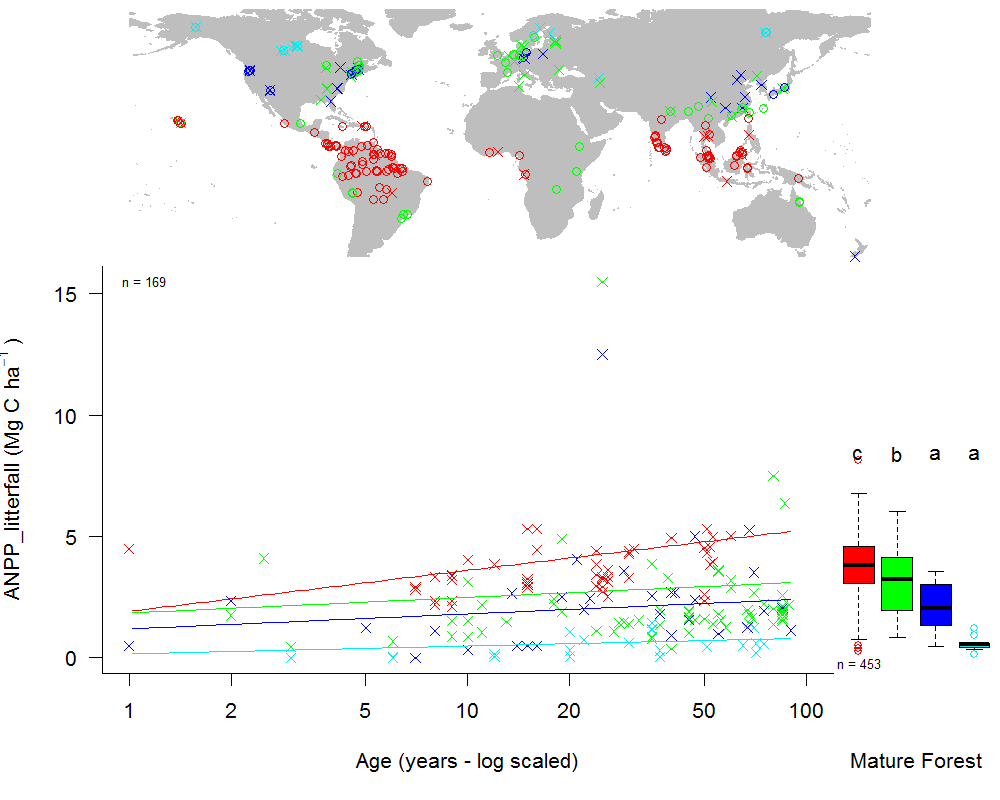 n = 169
15
10
5
0
ANPP_litterfall (Mg C ha⁻¹ )
1 2 5 10 20 50 100
Age (years - log scaled)
c b a a
n = 453
Mature Forest